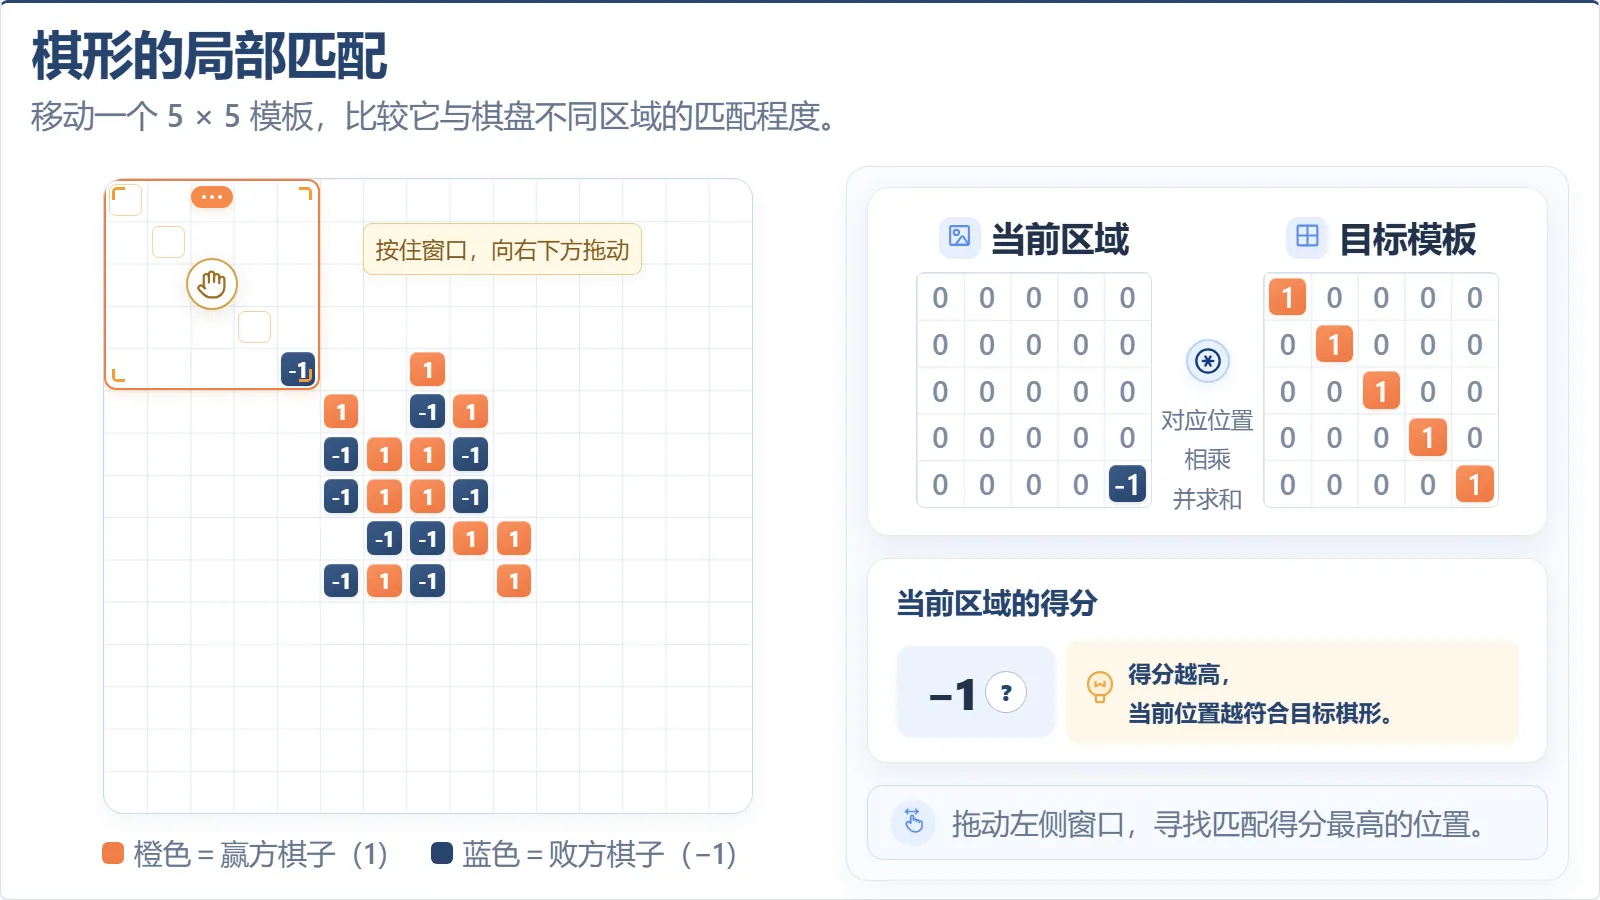 棋形的局部匹配
移动一个 5 × 5 模板，比较它与棋盘不同区域的匹配程度。
按住窗口，向右下方拖动
-1 1
1 -1 1
-1 1 1 -1
-1 1 1 -1
-1 -1 1 1
-1 1 -1 1
橙色 = 赢方棋子（1）
蓝色 = 败方棋子（−1）
当前区域
0 0 0 0 0
0 0 0 0 0
0 0 0 0 0
0 0 0 0 0
0 0 0 0 -1
对应位置
相乘
并求和
目标模板
1 0 0 0 0
0 1 0 0 0
0 0 1 0 0
0 0 0 1 0
0 0 0 0 1
当前区域的得分
−1 ?
得分越高，
当前位置越符合目标棋形。
拖动左侧窗口，寻找匹配得分最高的位置。